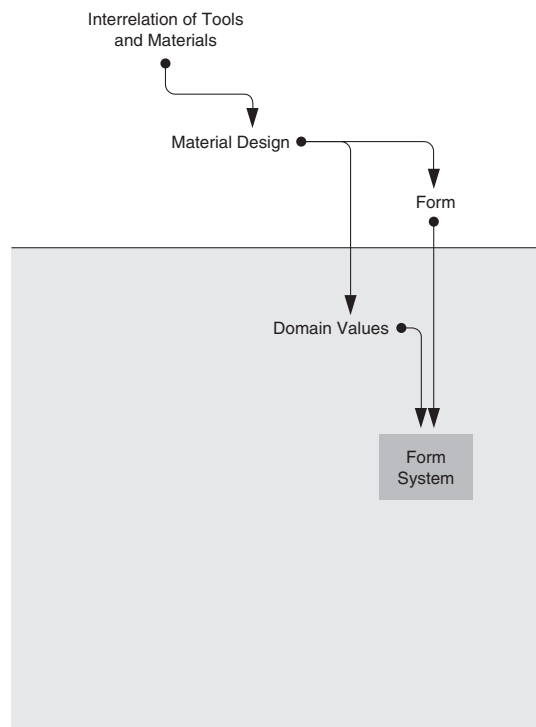 Interrelation of Tools
and Materials
Material Design
Form
Domain Values
Form
System